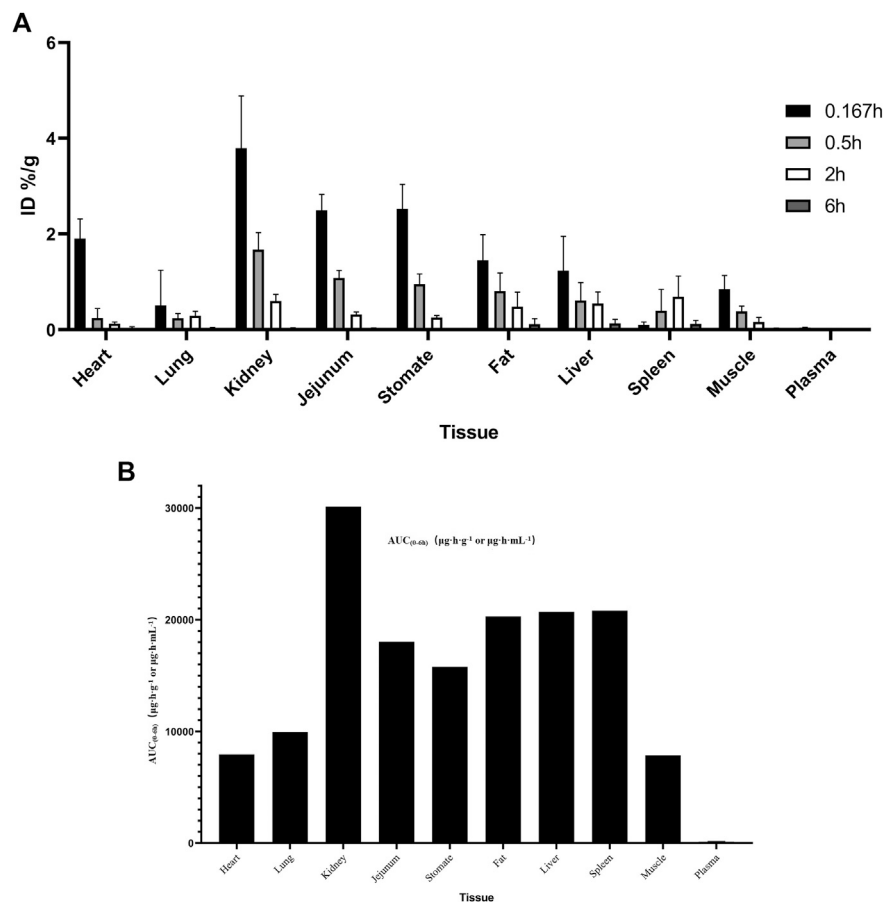 A
6
4
2
0
ID %/g
0.167h
0.5h
2h
6h
Heart
Lung
Kidney
Jejunum
Stomate
Fat
Liver
Spleen
Muscle
Plasma
Tissue
B
30000
20000
10000
0
AUC(0-6h) (μg·h·g-1 or μg·h·mL-1)
AUC(0-6h) (μg·h·g-1 or μg·h·mL-1)
Heart
Lung
Kidney
Jejunum
Stomate
Fat
Liver
Spleen
Muscle
Plasma
Tissue